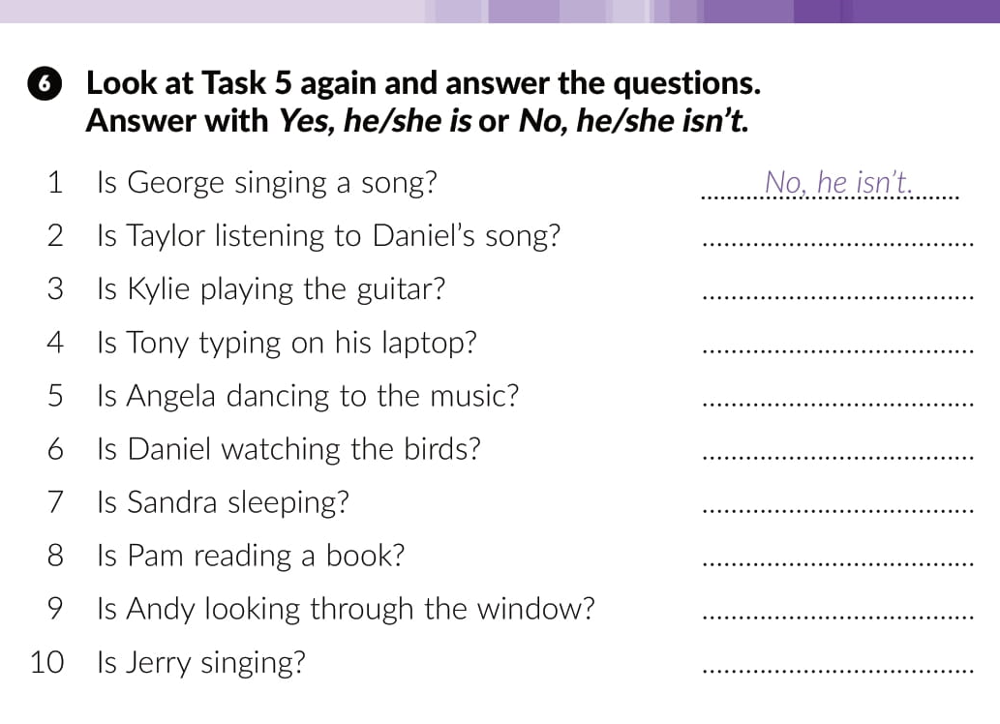 6 Look at Task 5 again and answer the questions.
Answer with Yes, he/she is or No, he/she isn't.
1 Is George singing a song? No, he isn't.
2 Is Taylor listening to Daniel's song? ......................................
3 Is Kylie playing the guitar? ......................................
4 Is Tony typing on his laptop? ......................................
5 Is Angela dancing to the music? ......................................
6 Is Daniel watching the birds? ......................................
7 Is Sandra sleeping? ......................................
8 Is Pam reading a book? ......................................
9 Is Andy looking through the window? ......................................
10 Is Jerry singing? ......................................